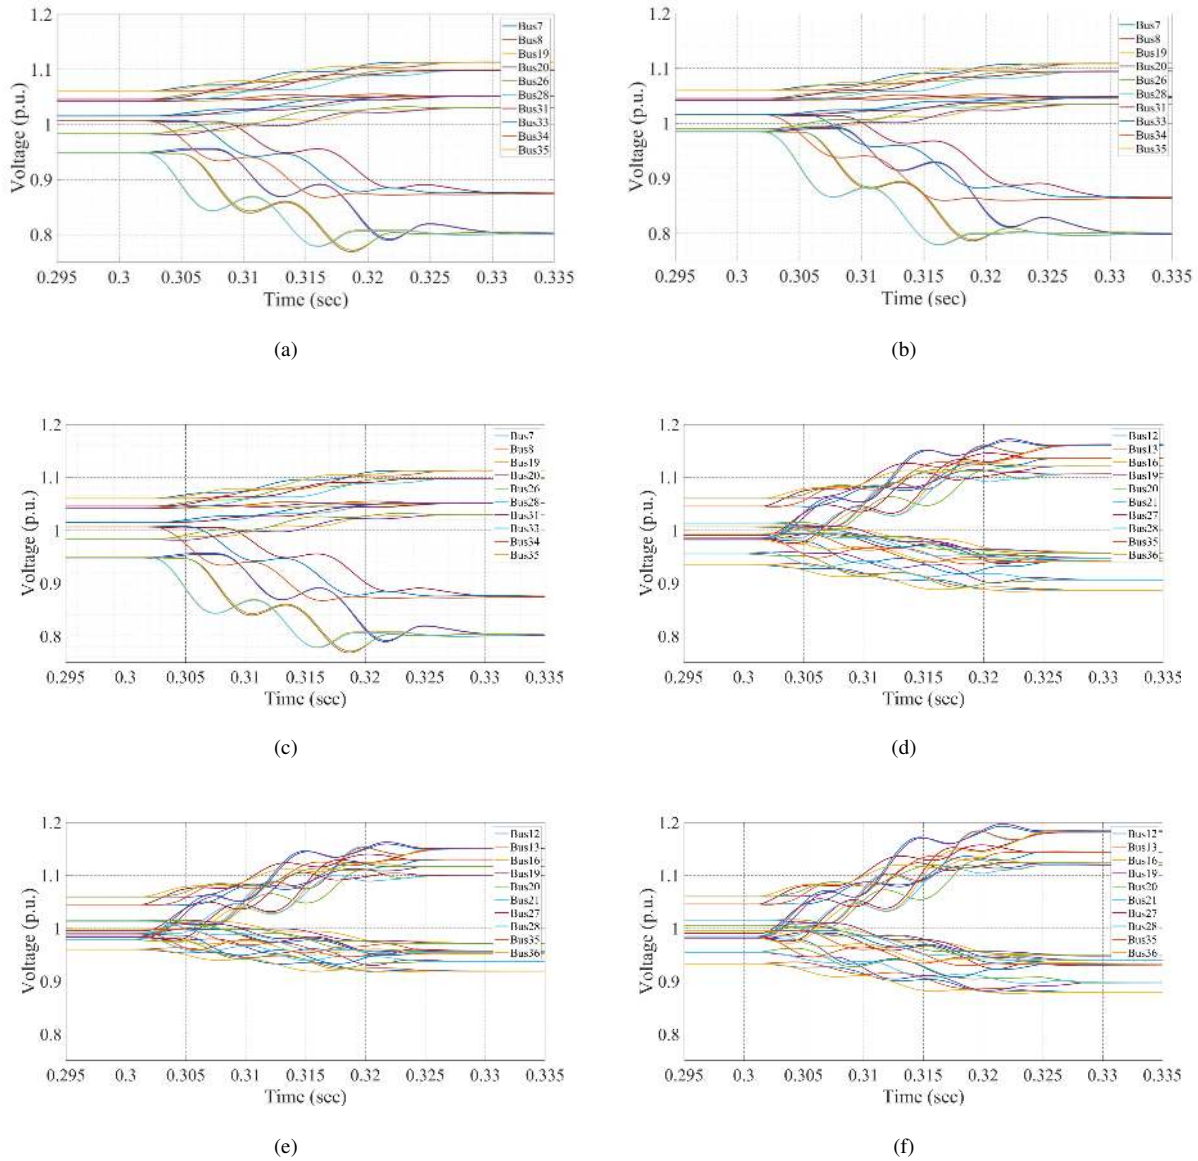 1.2
1.1
1
0.9
0.8
Voltage (p.u.)
Bus7
Bus8
Bus19
Bus20
Bus26
Bus28
Bus31
Bus33
Bus34
Bus35
0.295 0.3 0.305 0.31 0.315 0.32 0.325 0.33 0.335
Time (sec)
(a)
1.2
1.1
1
0.9
0.8
Voltage (p.u.)
Bus7
Bus8
Bus19
Bus20
Bus26
Bus28
Bus31
Bus33
Bus34
Bus35
0.295 0.3 0.305 0.31 0.315 0.32 0.325 0.33 0.335
Time (sec)
(b)
1.2
1.1
1
0.9
0.8
Voltage (p.u.)
Bus7
Bus8
Bus19
Bus20
Bus26
Bus28
Bus31
Bus33
Bus34
Bus35
0.295 0.3 0.305 0.31 0.315 0.32 0.325 0.33 0.335
Time (sec)
(c)
1.2
1.1
1
0.9
0.8
Voltage (p.u.)
Bus12
Bus13
Bus16
Bus19
Bus20
Bus21
Bus27
Bus28
Bus35
Bus36
0.295 0.3 0.305 0.31 0.315 0.32 0.325 0.33 0.335
Time (sec)
(d)
1.2
1.1
1
0.9
0.8
Voltage (p.u.)
Bus12
Bus13
Bus16
Bus19
Bus20
Bus21
Bus27
Bus28
Bus35
Bus36
0.295 0.3 0.305 0.31 0.315 0.32 0.325 0.33 0.335
Time (sec)
(e)
1.2
1.1
1
0.9
0.8
Voltage (p.u.)
Bus12
Bus13
Bus16
Bus19
Bus20
Bus21
Bus27
Bus28
Bus35
Bus36
0.295 0.3 0.305 0.31 0.315 0.32 0.325 0.33 0.335
Time (sec)
(f)